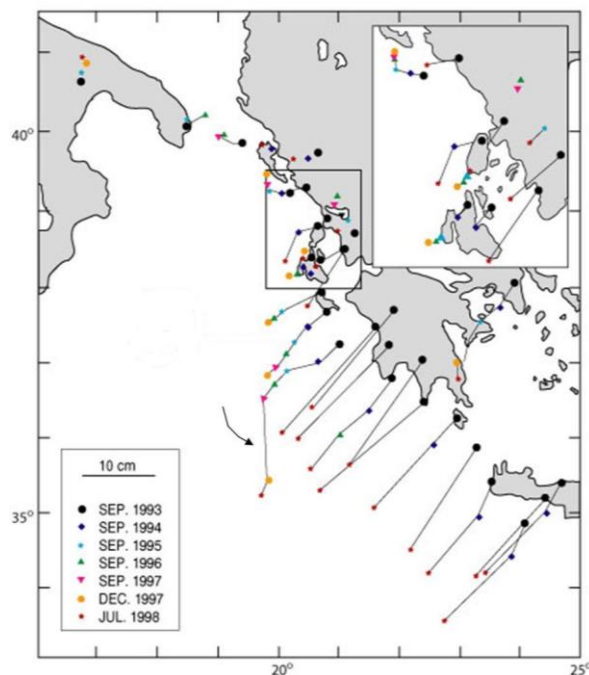 40°
35°
10 cm
SEP. 1993
SEP. 1994
SEP. 1995
SEP. 1996
SEP. 1997
DEC. 1997
JUL. 1998
20°
25°